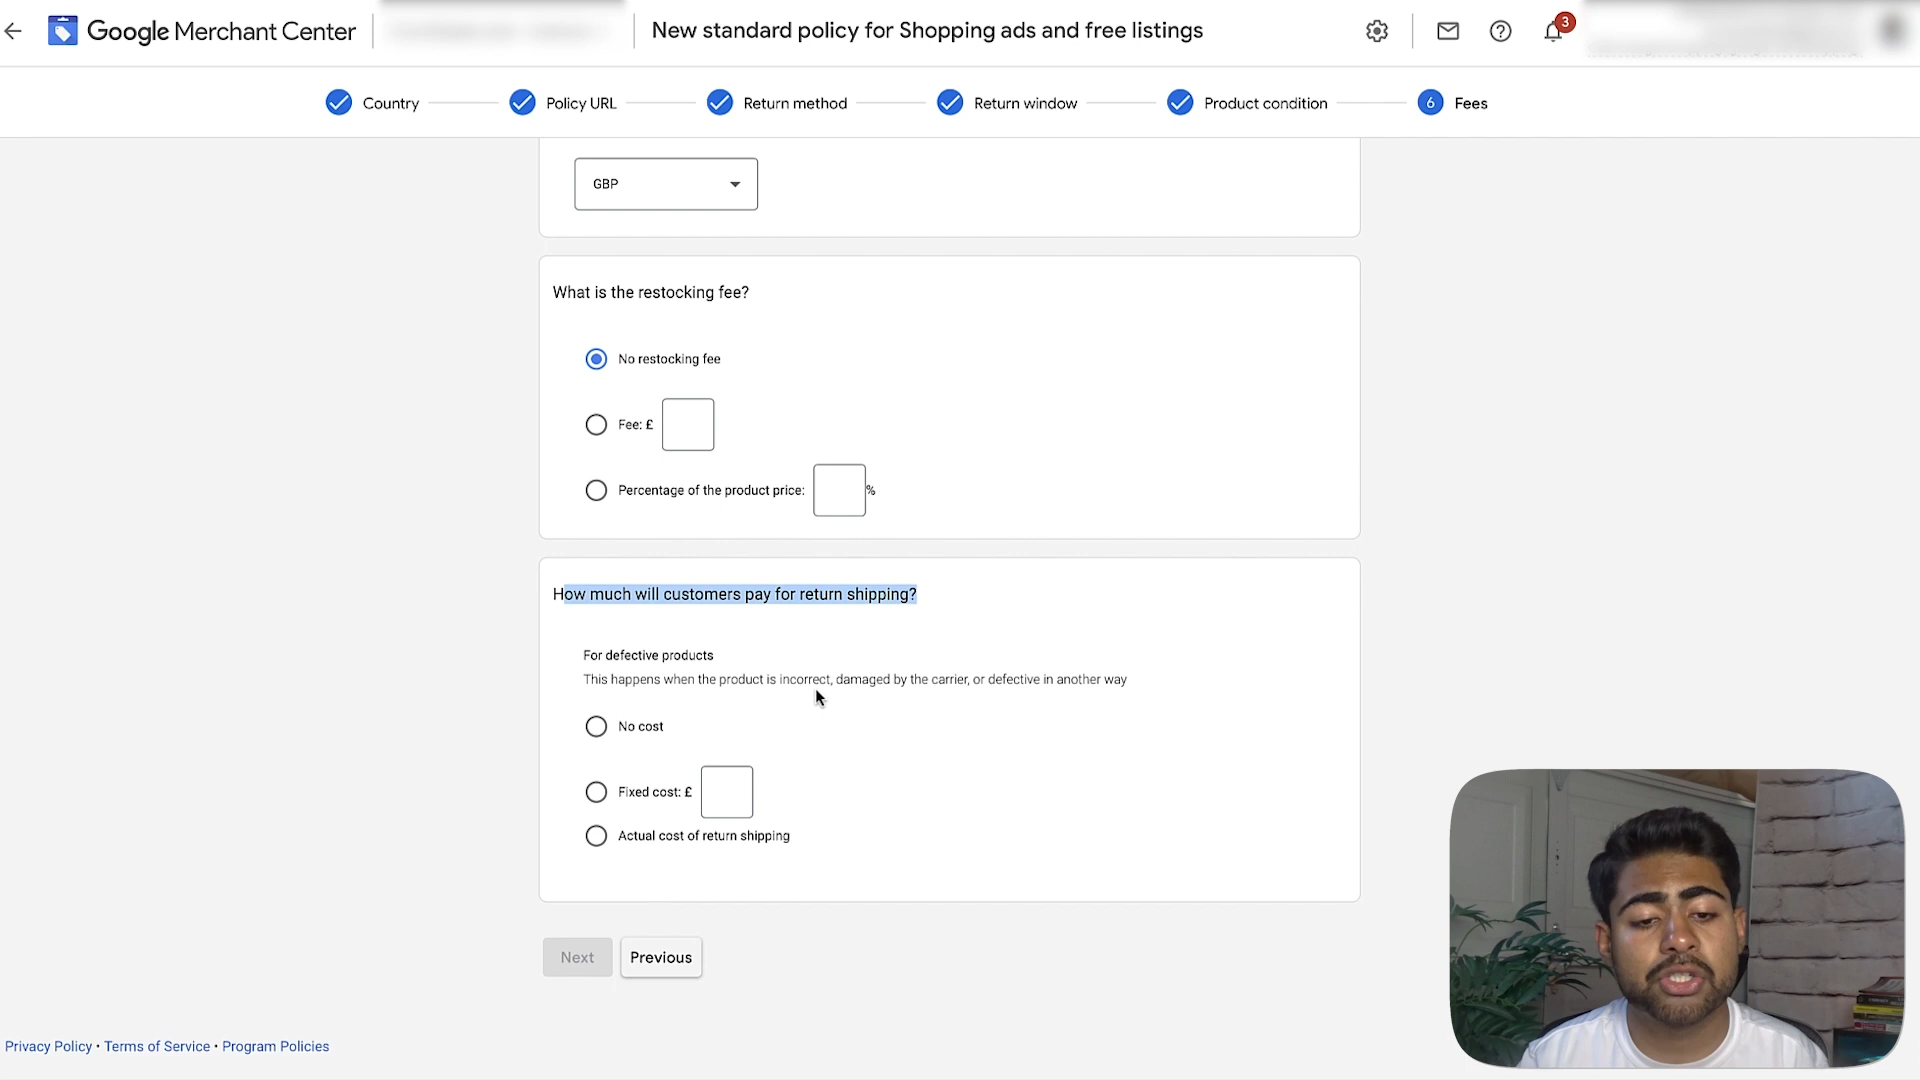 Google Merchant Center
New standard policy for Shopping ads and free listings
3
Country
Policy URL
Return method
Return window
Product condition
6
Fees
GBP
What is the restocking fee?
No restocking fee
Fee: £
Percentage of the product price:
%
How much will customers pay for return shipping?
For defective products
This happens when the product is incorrect, damaged by the carrier, or defective in another way
No cost
Fixed cost: £
Actual cost of return shipping
Next
Previous
Privacy Policy • Terms of Service • Program Policies